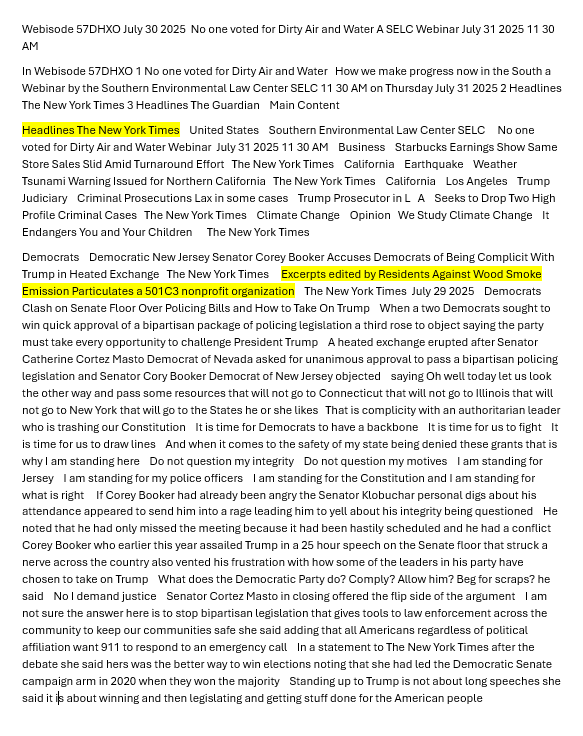 Webisode 57DHXO July 30 2025  No one voted for Dirty Air and Water A SELC Webinar July 31 2025 11 30
AM
In Webisode 57DHXO 1 No one voted for Dirty Air and Water   How we make progress now in the South a
Webinar by the Southern Environmental Law Center SELC 11 30 AM on Thursday July 31 2025 2 Headlines
The New York Times 3 Headlines The Guardian    Main Content
Headlines The New York Times    United States    Southern Environmental Law Center SELC     No one
voted for Dirty Air and Water Webinar  July 31 2025 11 30 AM    Business    Starbucks Earnings Show Same
Store Sales Slid Amid Turnaround Effort   The New York Times    California    Earthquake    Weather
Tsunami Warning Issued for Northern California   The New York Times    California    Los Angeles    Trump
Judiciary    Criminal Prosecutions Lax in some cases    Trump Prosecutor in L  A    Seeks to Drop Two High
Profile Criminal Cases   The New York Times    Climate Change    Opinion   We Study Climate Change    It
Endangers You and Your Children     The New York Times
Democrats    Democratic New Jersey Senator Corey Booker Accuses Democrats of Being Complicit With
Trump in Heated Exchange   The New York Times     Excerpts edited by Residents Against Wood Smoke
Emission Particulates a 501C3 nonprofit organization    The New York Times  July 29 2025    Democrats
Clash on Senate Floor Over Policing Bills and How to Take On Trump    When a two Democrats sought to
win quick approval of a bipartisan package of policing legislation a third rose to object saying the party
must take every opportunity to challenge President Trump    A heated exchange erupted after Senator
Catherine Cortez Masto Democrat of Nevada asked for unanimous approval to pass a bipartisan policing
legislation and Senator Cory Booker Democrat of New Jersey objected    saying Oh well today let us look
the other way and pass some resources that will not go to Connecticut that will not go to Illinois that will
not go to New York that will go to the States he or she likes   That is complicity with an authoritarian leader
who is trashing our Constitution    It is time for Democrats to have a backbone    It is time for us to fight    It
is time for us to draw lines    And when it comes to the safety of my state being denied these grants that is
why I am standing here    Do not question my integrity    Do not question my motives    I am standing for
Jersey    I am standing for my police officers    I am standing for the Constitution and I am standing for
what is right     If Corey Booker had already been angry the Senator Klobuchar personal digs about his
attendance appeared to send him into a rage leading him to yell about his integrity being questioned    He
noted that he had only missed the meeting because it had been hastily scheduled and he had a conflict
Corey Booker who earlier this year assailed Trump in a 25 hour speech on the Senate floor that struck a
nerve across the country also vented his frustration with how some of the leaders in his party have
chosen to take on Trump    What does the Democratic Party do? Comply? Allow him? Beg for scraps? he
said    No I demand justice    Senator Cortez Masto in closing offered the flip side of the argument    I am
not sure the answer here is to stop bipartisan legislation that gives tools to law enforcement across the
community to keep our communities safe she said adding that all Americans regardless of political
affiliation want 911 to respond to an emergency call    In a statement to The New York Times after the
debate she said hers was the better way to win elections noting that she had led the Democratic Senate
campaign arm in 2020 when they won the majority    Standing up to Trump is not about long speeches she
said it is about winning and then legislating and getting stuff done for the American people